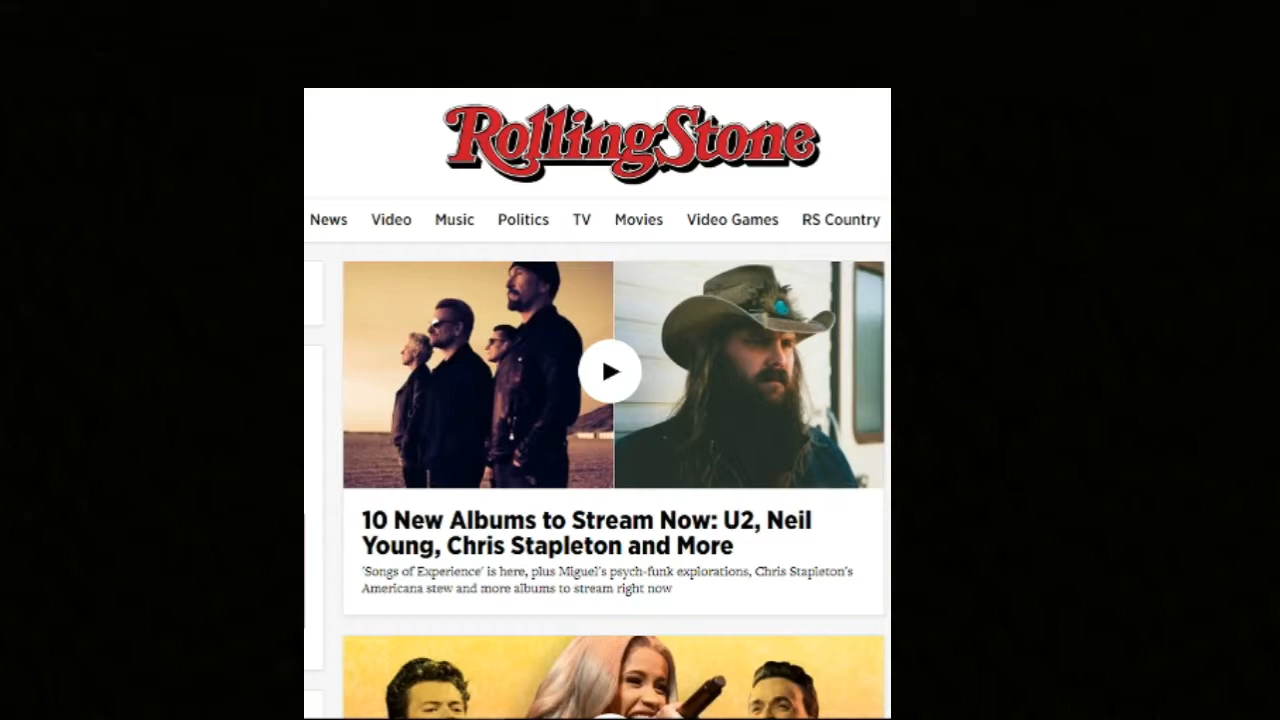 RollingStone
News Video Music Politics TV Movies Video Games RS Country
10 New Albums to Stream Now: U2, Neil
Young, Chris Stapleton and More
'Songs of Experience' is here, plus Miguel's psych-funk explorations, Chris Stapleton's
Americana stew and more albums to stream right now